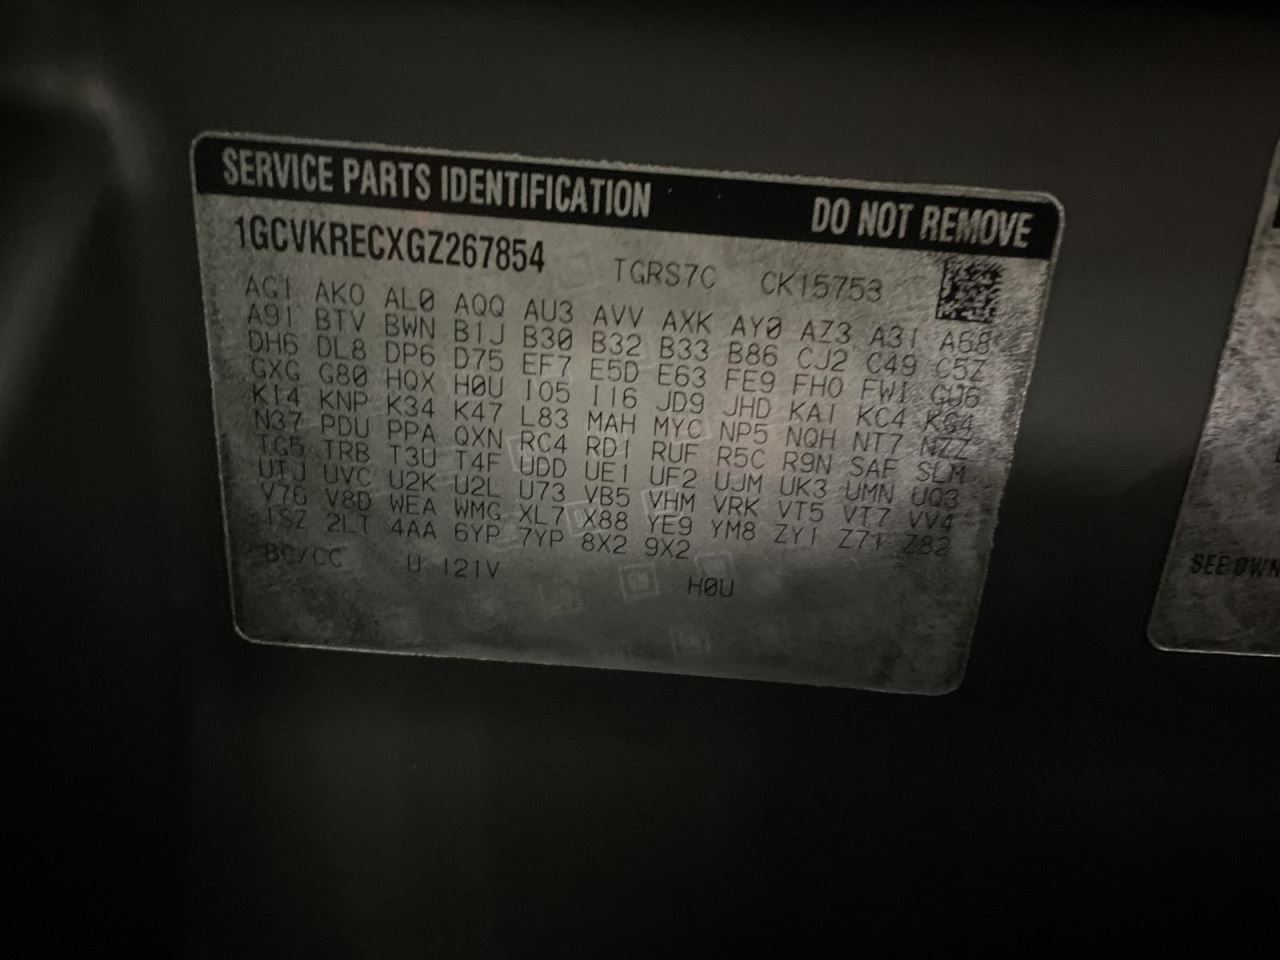 SERVICE PARTS IDENTIFICATION DO NOT REMOVE
1GCVKRECXGZ267854 TGRS7C CK15753
AG1 AKO AL0 AQQ AU3 AVV AXK AY0 AZ3 A31 A68
A91 BTV BWN B1J B30 B32 B33 B86 CJ2 C49 C5Z
DH6 DL8 DP6 D75 EF7 E5D E63 FE9 FHO FW1 GU6
GXG G80 HQX H0U IO5 I16 JD9 JHD KA1 KC4 KG4
K14 KNP K34 K47 L83 MAH MYC NP5 NQH NT7 NZZ
N37 PDU PPA QXN RC4 RD1 RUF R5C R9N SAF SLM
TG5 TRB T3U T4F UDD UE1 UF2 UJM UK3 UMN UQ3
UTJ UVC U2K U2L U73 VB5 VHM VRK VT5 VT7 VV4
V76 V8D WEA WMG XL7 X88 YE9 YM8 ZY1 Z71 Z82
1SZ 2LT 4AA 6YP 7YP 8X2 9X2
BC/CC U 121V H0U
SEE OWN